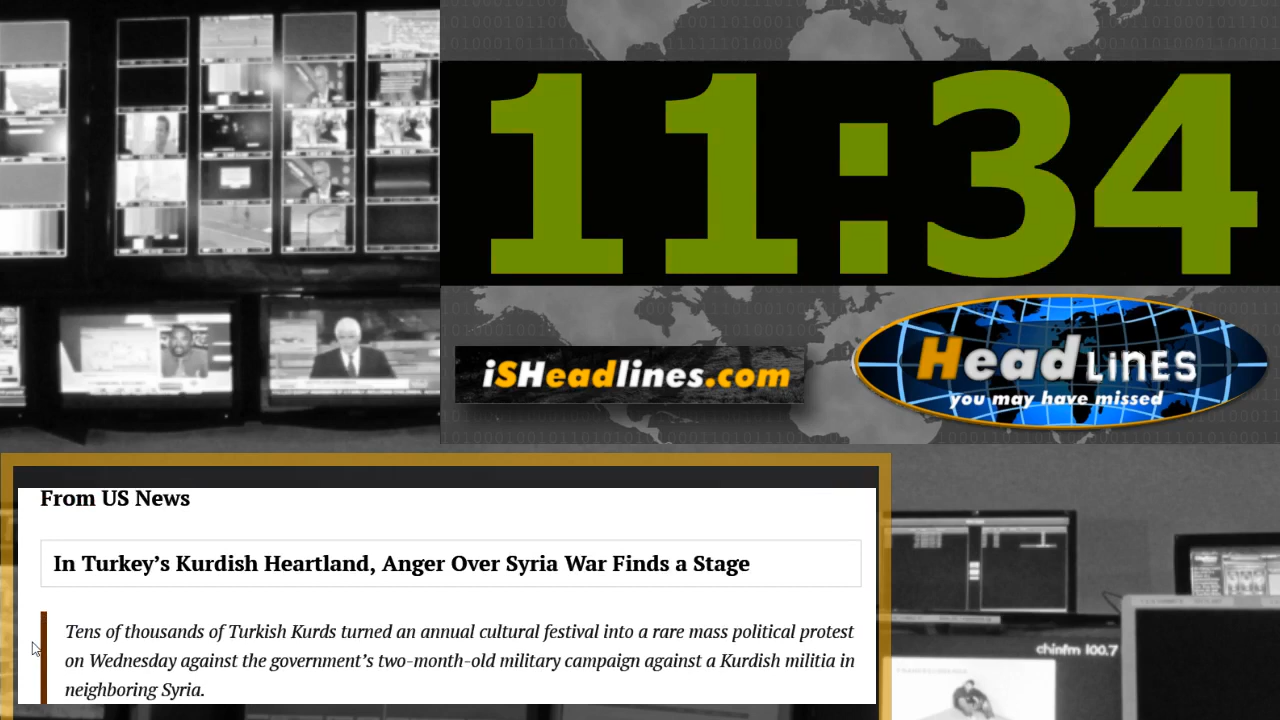 11:34
iSHeadlines.com
HeadLINES
you may have missed
From US News
In Turkey’s Kurdish Heartland, Anger Over Syria War Finds a Stage
Tens of thousands of Turkish Kurds turned an annual cultural festival into a rare mass political protest
on Wednesday against the government’s two-month-old military campaign against a Kurdish militia in
neighboring Syria.
chinfm 100.7